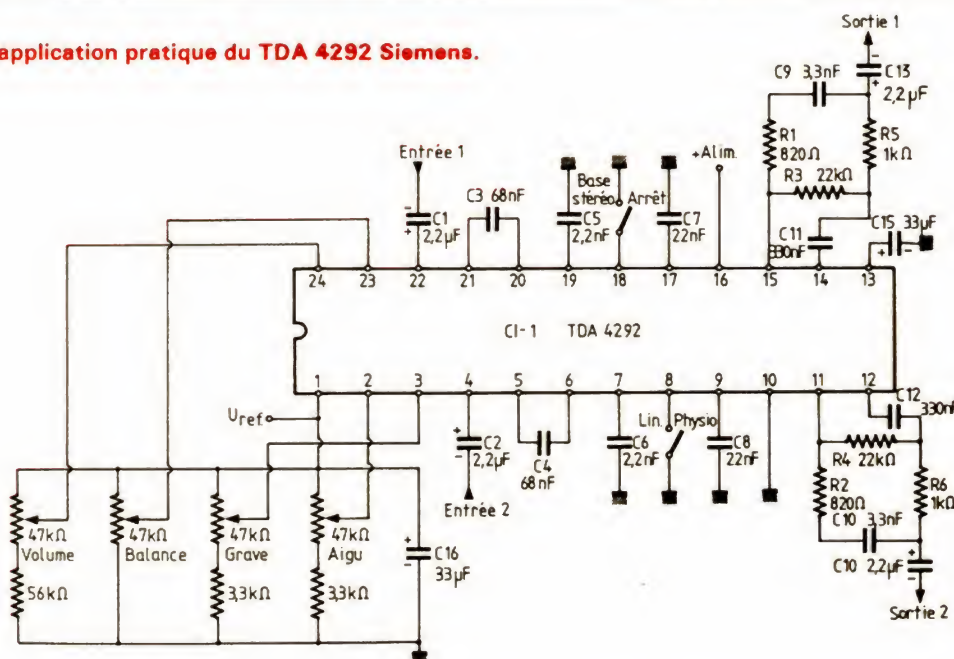 application pratique du TDA 4292 Siemens.
Sortie 1
C9 3,3nF
C13
2,2µF
R1
820Ω
R5
1kΩ
R3 22kΩ
C11
330nF
C15 33µF
Entrée 1
C1
2,2µF
C3 68nF
C5
2,2nF
Base
stéréo
Arrêt
C7
22nF
+Alim.
24 23 22 21 20 19 18 17 16 15 14 13
CI-1 TDA 4292
1 2 3 4 5 6 7 8 9 10 11 12
Uref.
C2
2,2µF
Entrée 2
C4
68nF
C6
2,2nF
Lin. Physio
C8
22nF
C12
330nF
R4 22kΩ
R2
820Ω
R6
1kΩ
C10 3,3nF
C10 2,2µF
Sortie 2
47kΩ
Volume
47kΩ
Balance
47kΩ
Grave
47kΩ
Aigu
C16
33µF
56kΩ
3,3kΩ
3,3kΩ